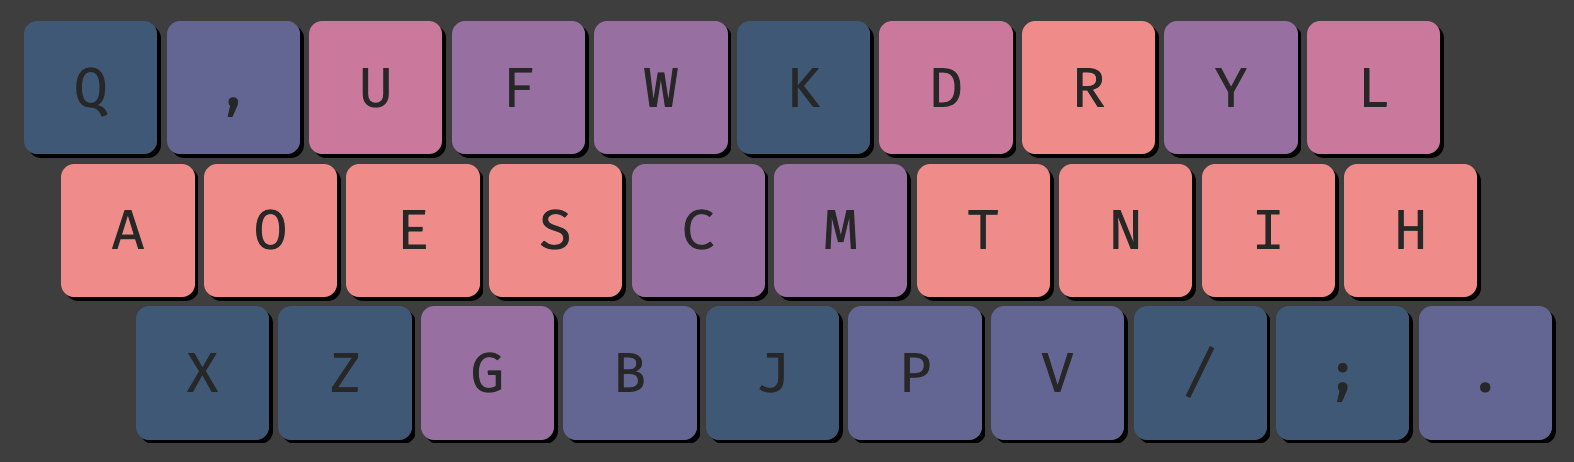 Q , U F W K D R Y L
A O E S C M T N I H
X Z G B J P V / ; .